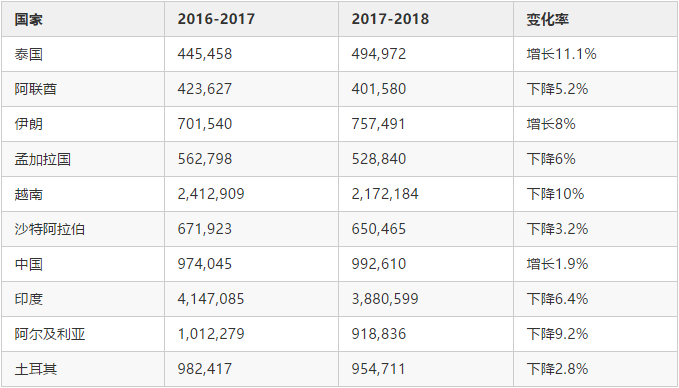 国家 2016-2017 2017-2018 变化率
泰国 445,458 494,972 增长11.1%
阿联酋 423,627 401,580 下降5.2%
伊朗 701,540 757,491 增长8%
孟加拉国 562,798 528,840 下降6%
越南 2,412,909 2,172,184 下降10%
沙特阿拉伯 671,923 650,465 下降3.2%
中国 974,045 992,610 增长1.9%
印度 4,147,085 3,880,599 下降6.4%
阿尔及利亚 1,012,279 918,836 下降9.2%
土耳其 982,417 954,711 下降2.8%